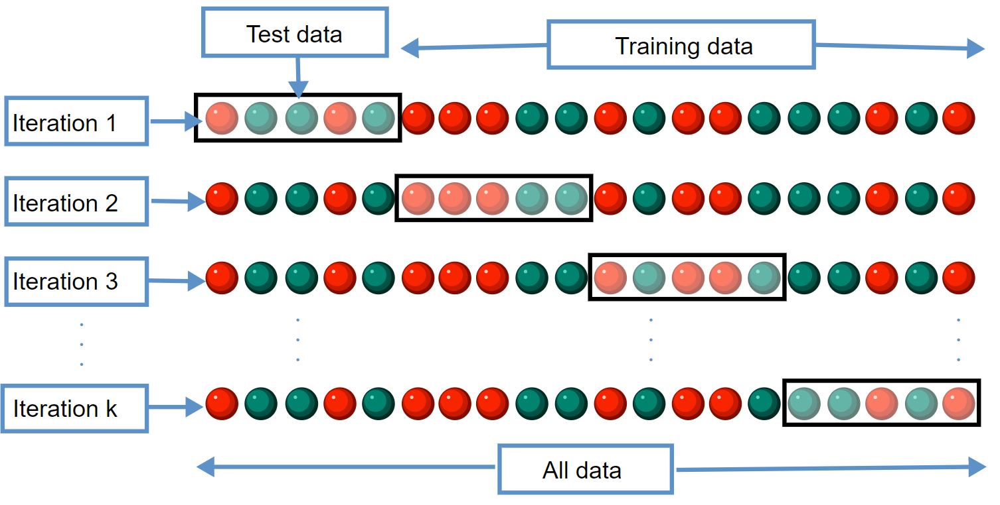 Test data
Training data
Iteration 1
Iteration 2
Iteration 3
Iteration k
All data